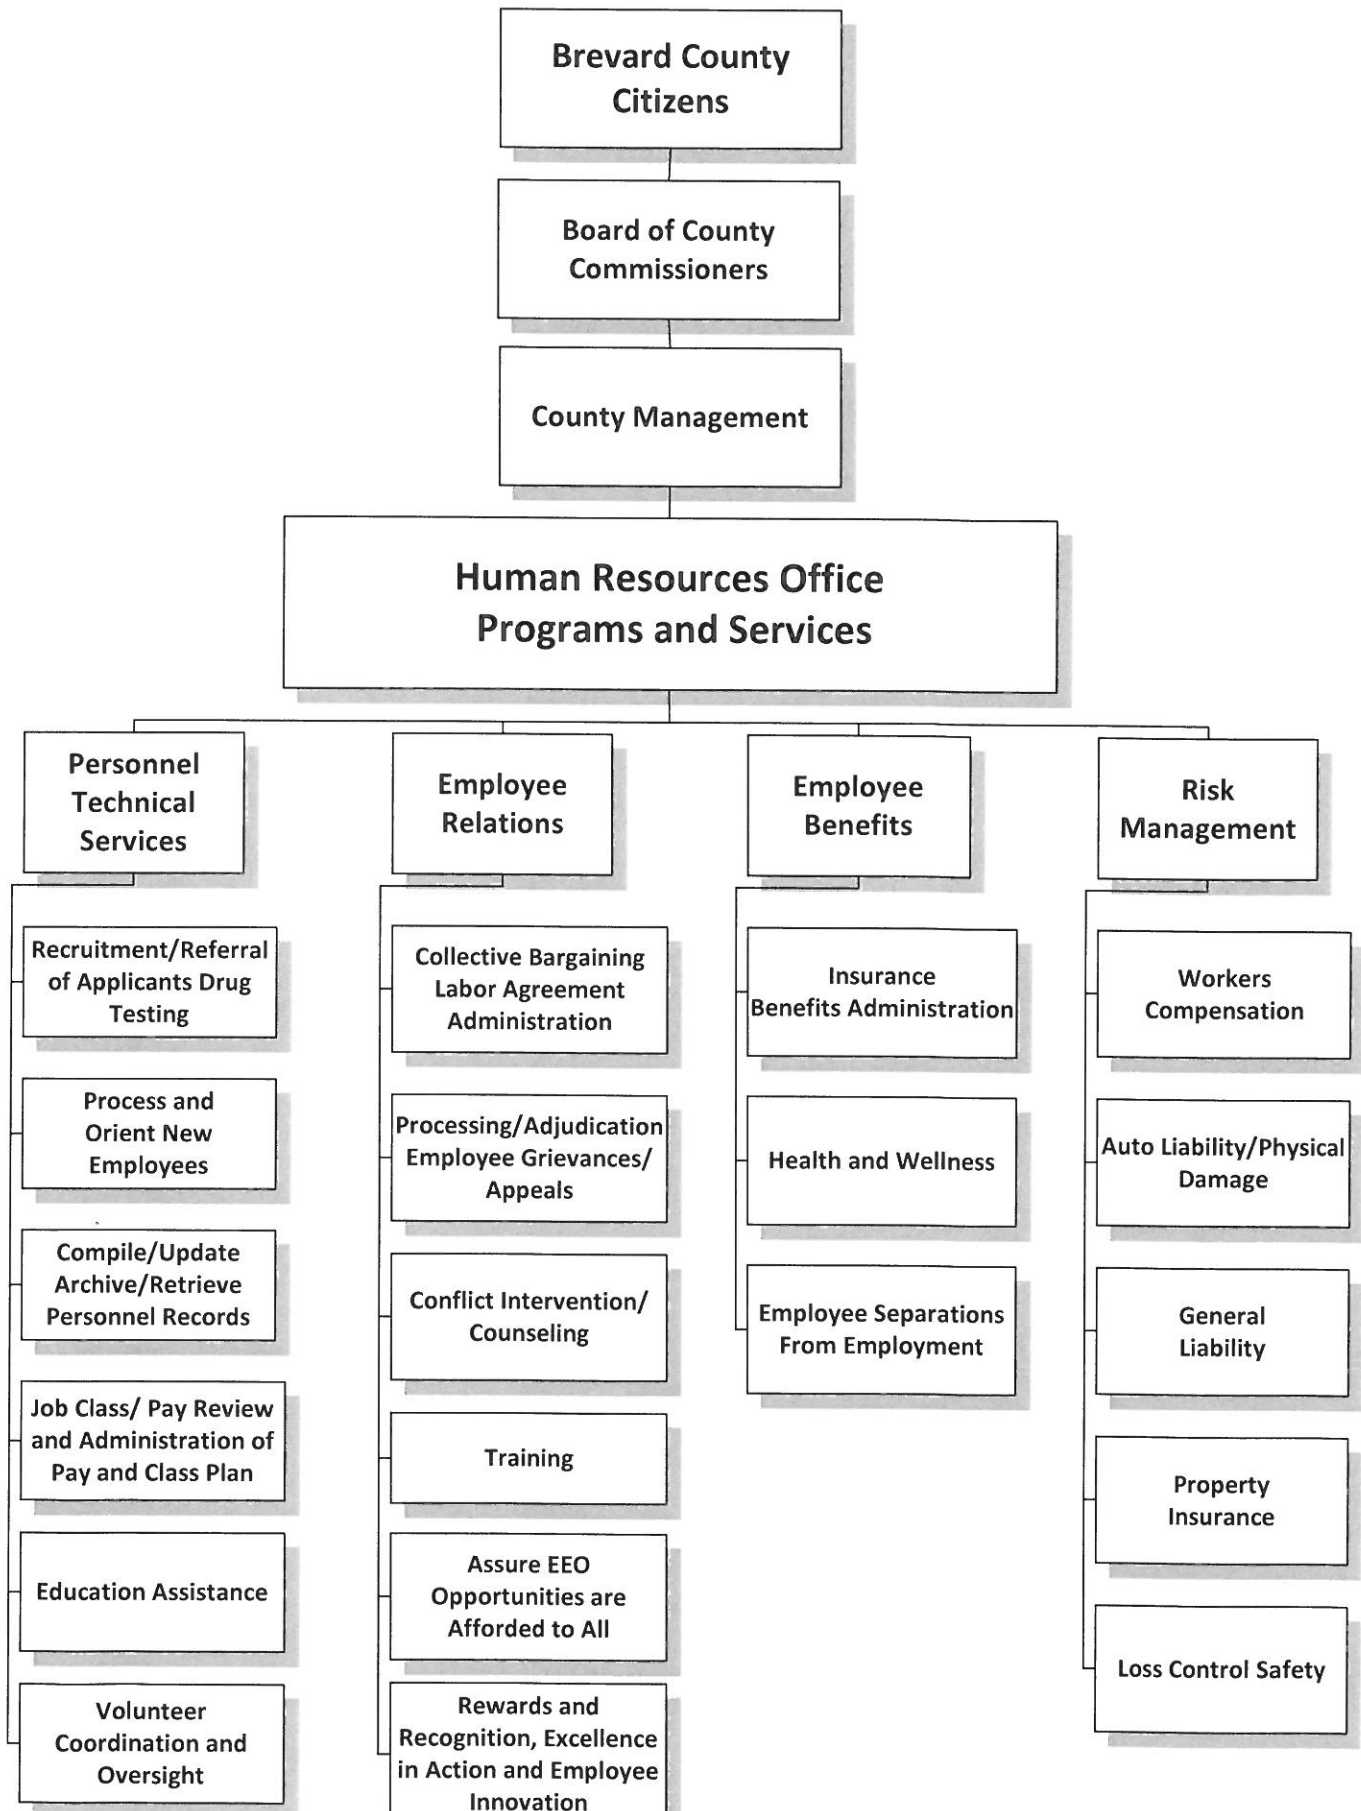 Brevard County
Citizens
Board of County
Commissioners
County Management
Human Resources Office
Programs and Services
Personnel
Technical
Services
Recruitment/Referral
of Applicants Drug
Testing
Process and
Orient New
Employees
Compile/Update
Archive/Retrieve
Personnel Records
Job Class/ Pay Review
and Administration of
Pay and Class Plan
Education Assistance
Volunteer
Coordination and
Oversight
Employee
Relations
Collective Bargaining
Labor Agreement
Administration
Processing/Adjudication
Employee Grievances/
Appeals
Conflict Intervention/
Counseling
Training
Assure EEO
Opportunities are
Afforded to All
Rewards and
Recognition, Excellence
in Action and Employee
Innovation
Employee
Benefits
Insurance
Benefits Administration
Health and Wellness
Employee Separations
From Employment
Risk
Management
Workers
Compensation
Auto Liability/Physical
Damage
General
Liability
Property
Insurance
Loss Control Safety